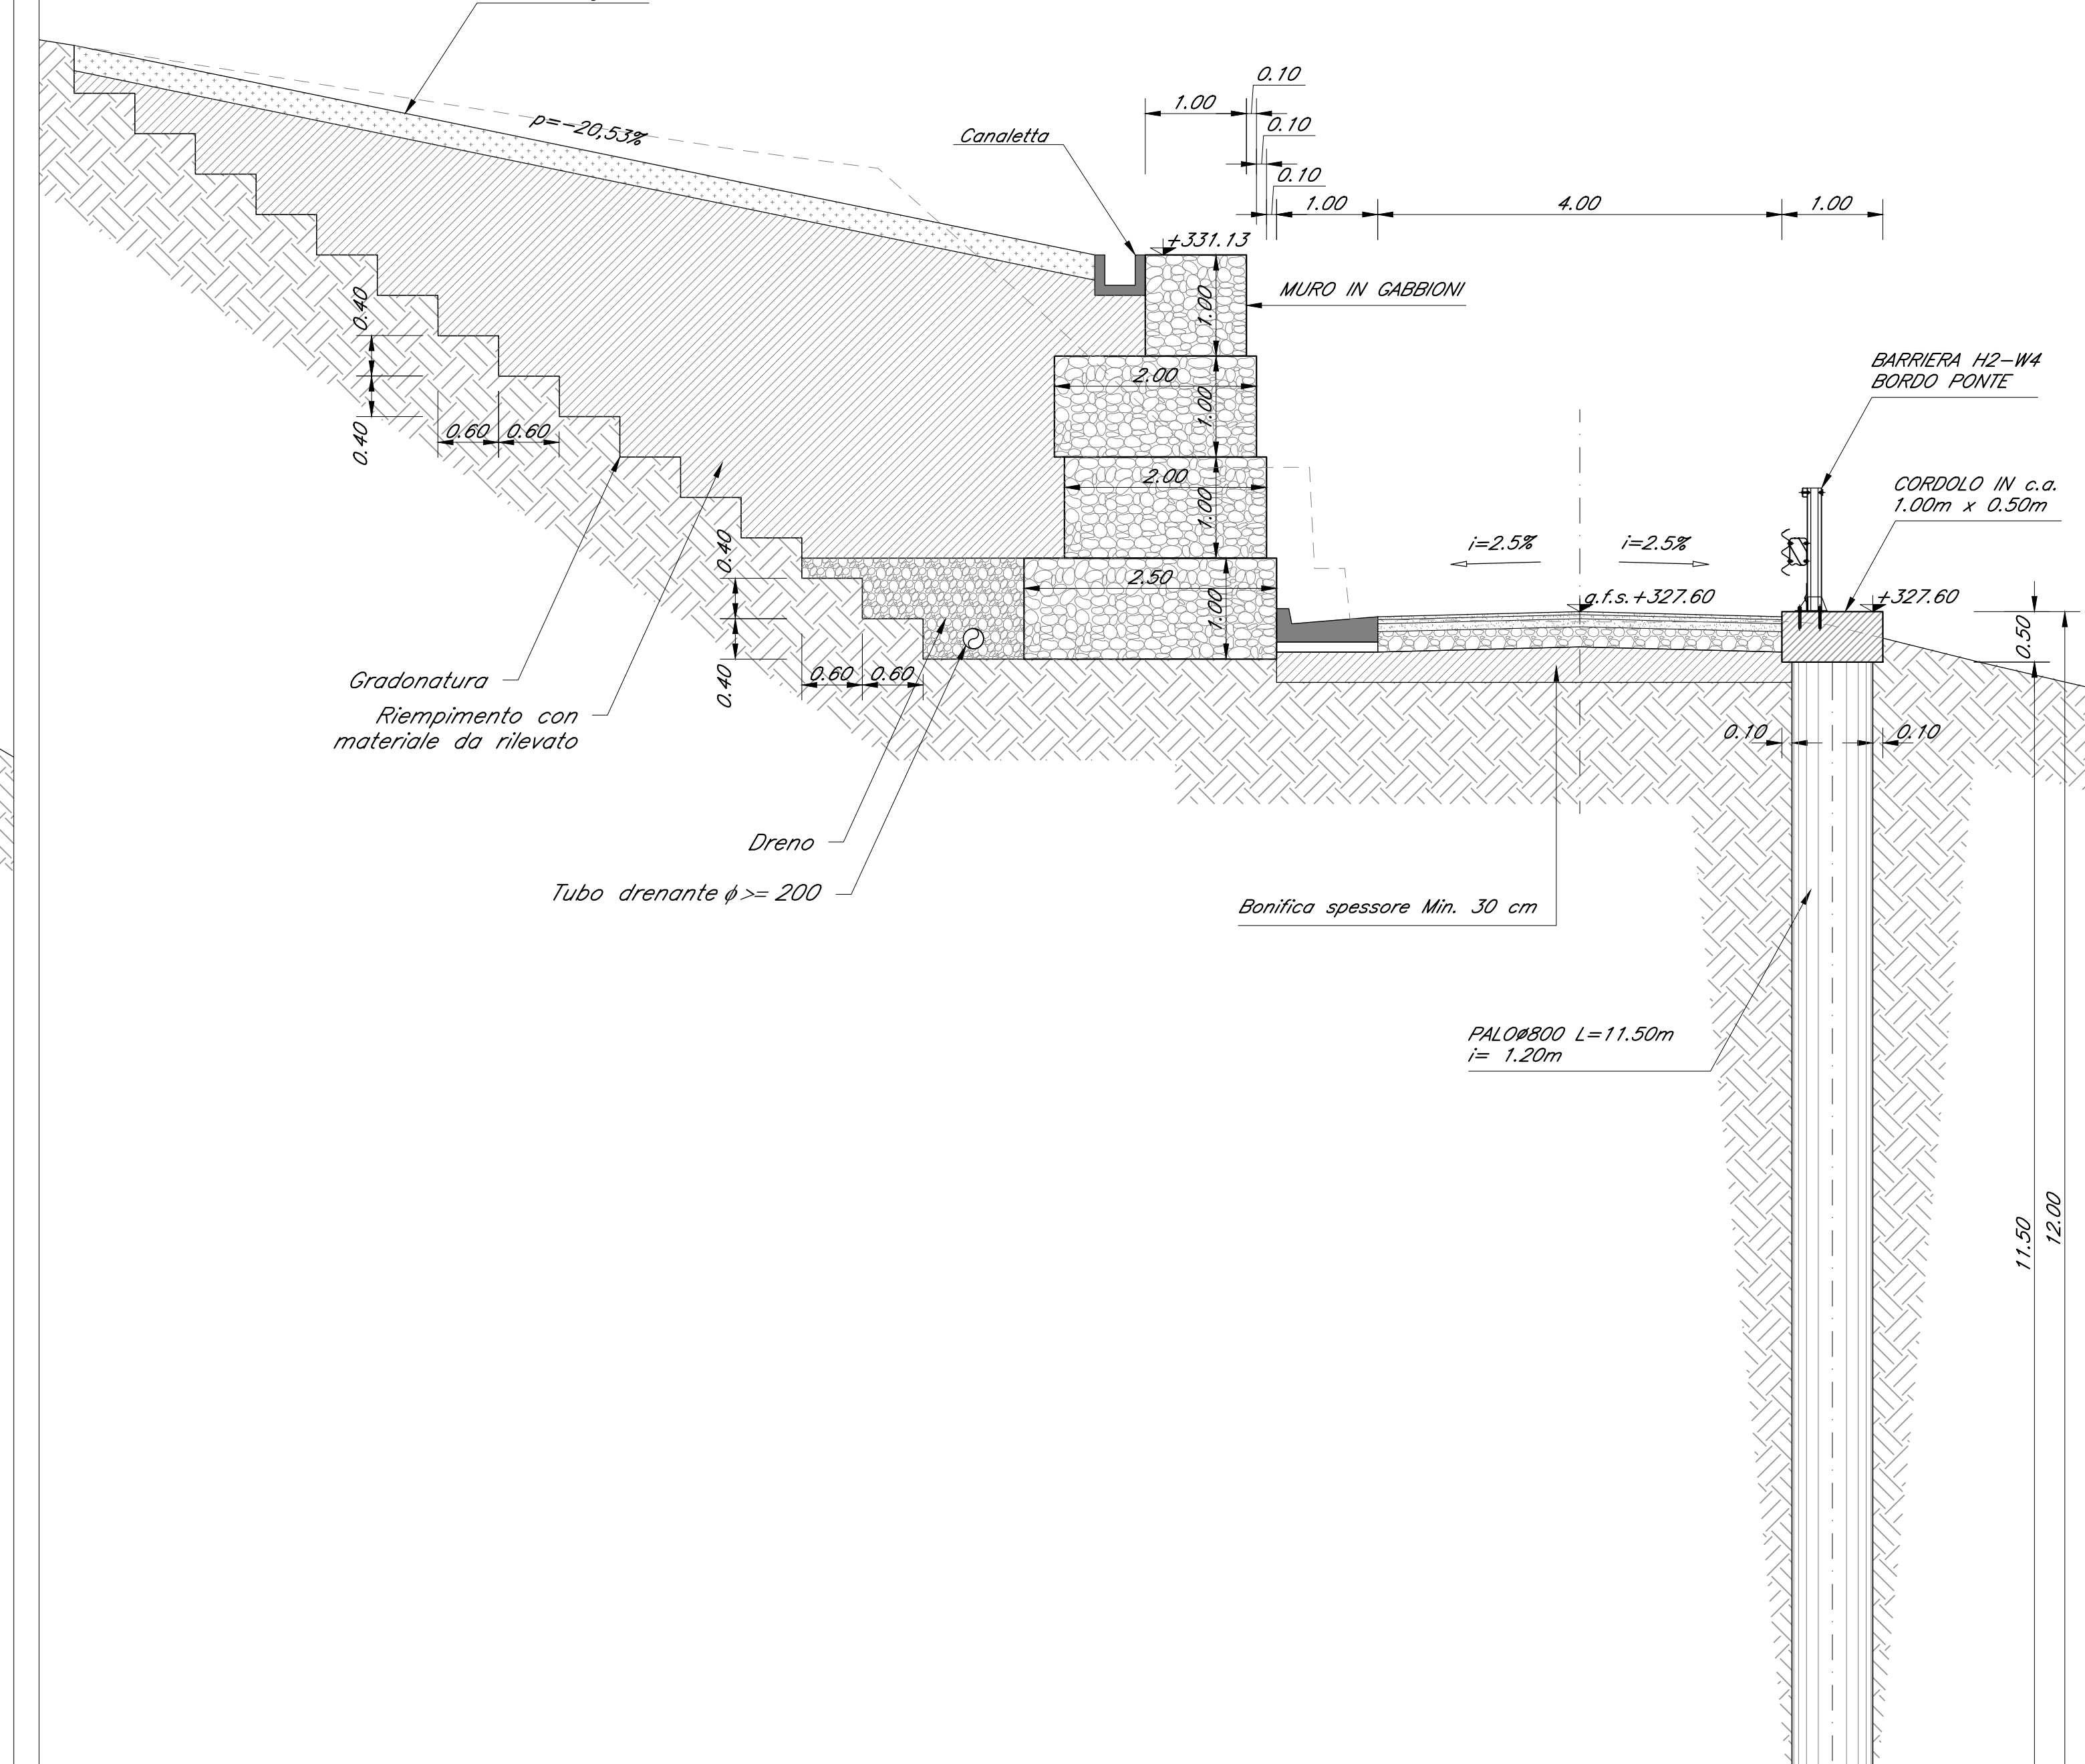 0.10
1.00
0.10
p=-20,53%
Canaletta
0.10
1.00
4.00
1.00
+331.13
MURO IN GABBIONI
1.00
0.40
BARRIERA H2-W4
BORDO PONTE
2.00
1.00
0.40
0.60
0.60
2.00
1.00
CORDOLO IN c.a.
1.00m x 0.50m
0.40
i=2.5%
i=2.5%
2.50
1.00
a.f.s.+327.60
+327.60
0.50
0.40
0.60
0.60
Gradonatura
Riempimento con
materiale da rilevato
0.10
0.10
Dreno
Tubo drenante ϕ >= 200
Bonifica spessore Min. 30 cm
PALOø800 L=11.50m
i= 1.20m
11.50
12.00